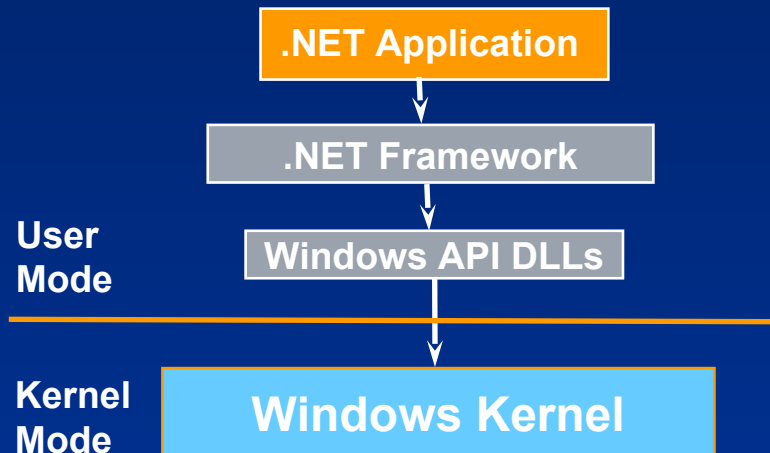 .NET Application
.NET Framework
User
Mode
Windows API DLLs
Kernel
Mode
Windows Kernel